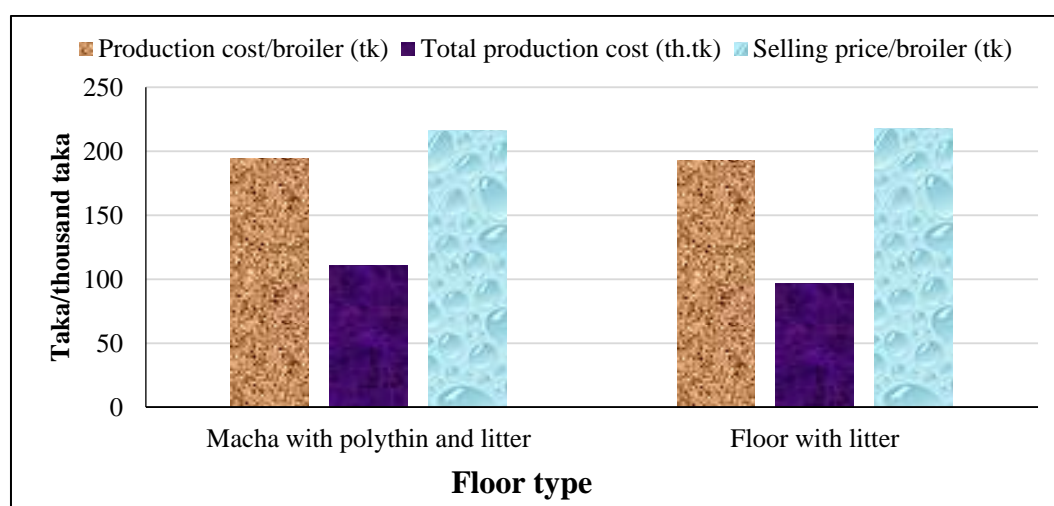 Production cost/broiler (tk) Total production cost (th.tk) Selling price/broiler (tk)
Taka/thousand taka
250
200
150
100
50
0
Macha with polythin and litter Floor with litter
Floor type